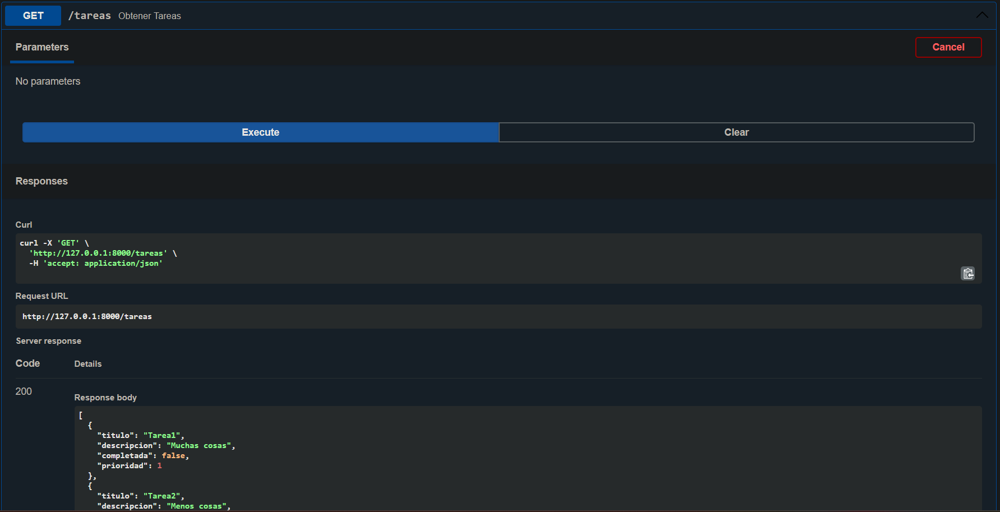 GET /tareas Obtener Tareas
Parameters
Cancel
No parameters
Execute
Clear
Responses
Curl
curl -X 'GET' \
  'http://127.0.0.1:8000/tareas' \
  -H 'accept: application/json'
Request URL
http://127.0.0.1:8000/tareas
Server response
Code Details
200
Response body
[
  {
    "titulo": "Tarea1",
    "descripcion": "Muchas cosas",
    "completada": false,
    "prioridad": 1
  },
  {
    "titulo": "Tarea2",
    "descripcion": "Menos cosas",